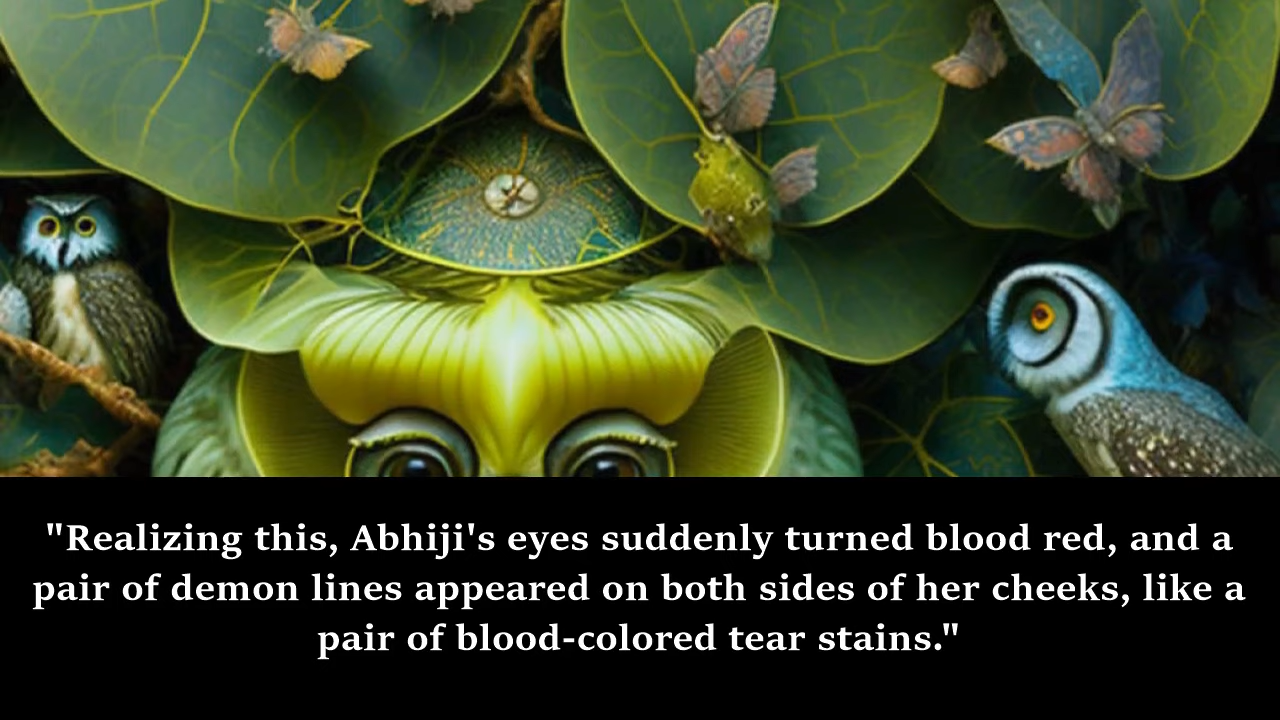 "Realizing this, Abhiji's eyes suddenly turned blood red, and a
pair of demon lines appeared on both sides of her cheeks, like a
pair of blood-colored tear stains."